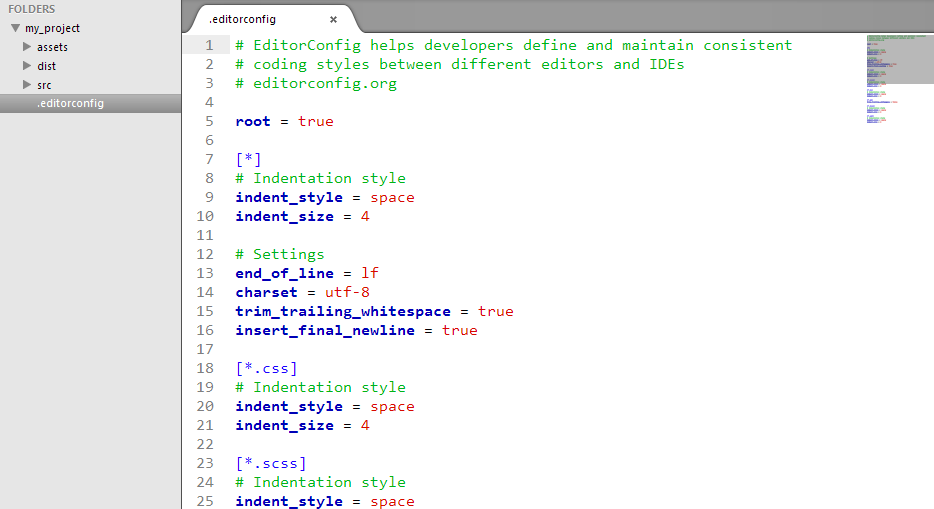 FOLDERS
my_project
assets
dist
src
.editorconfig
.editorconfig ×
1 # EditorConfig helps developers define and maintain consistent
2 # coding styles between different editors and IDEs
3 # editorconfig.org
4
5 root = true
6
7 [*]
8 # Indentation style
9 indent_style = space
10 indent_size = 4
11
12 # Settings
13 end_of_line = lf
14 charset = utf-8
15 trim_trailing_whitespace = true
16 insert_final_newline = true
17
18 [*.css]
19 # Indentation style
20 indent_style = space
21 indent_size = 4
22
23 [*.scss]
24 # Indentation style
25 indent_style = space